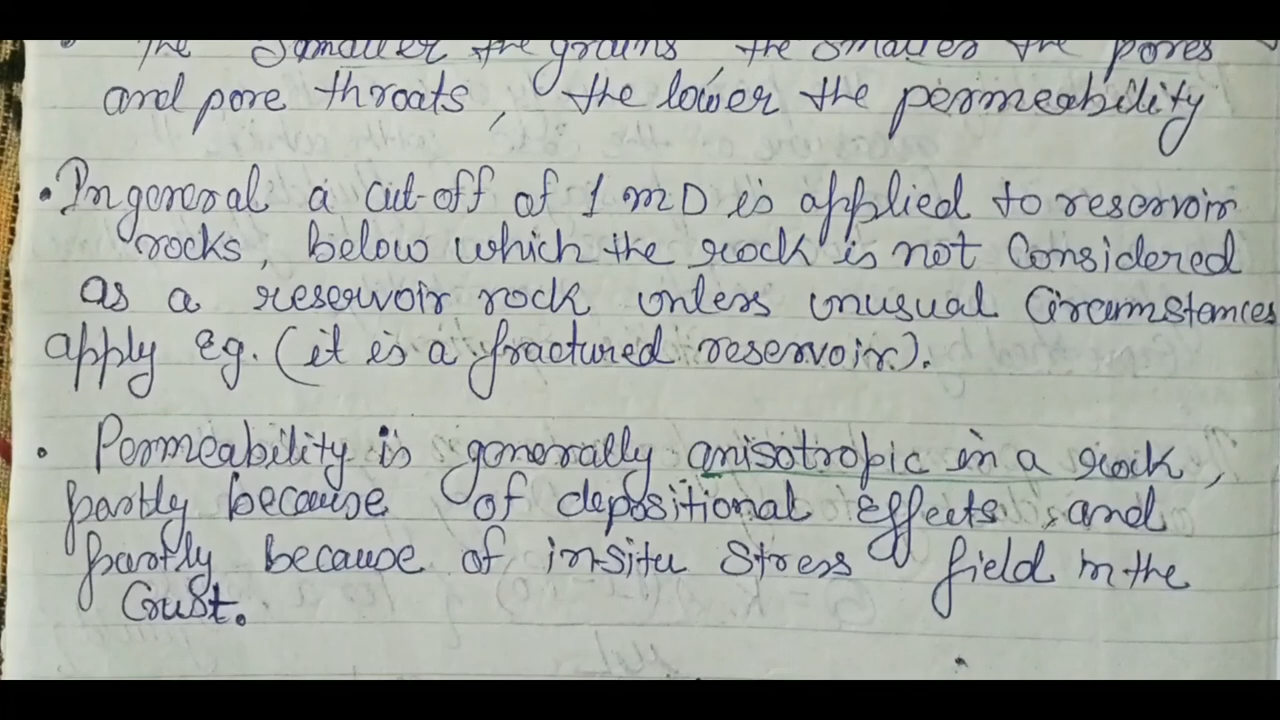 • The Smaller the grains, the smaller the pores
and pore throats, the lower the permeability
• In general a cut-off of 1 mD is applied to reservoir
rocks, below which the rock is not Considered
as a reservoir rock unless unusual Circumstances
apply eg. (it is a fractured reservoir).
• Permeability is generally anisotropic in a rock,
partly because of depositional Effects and
partly because of in-situ Stress field in the
Crust.